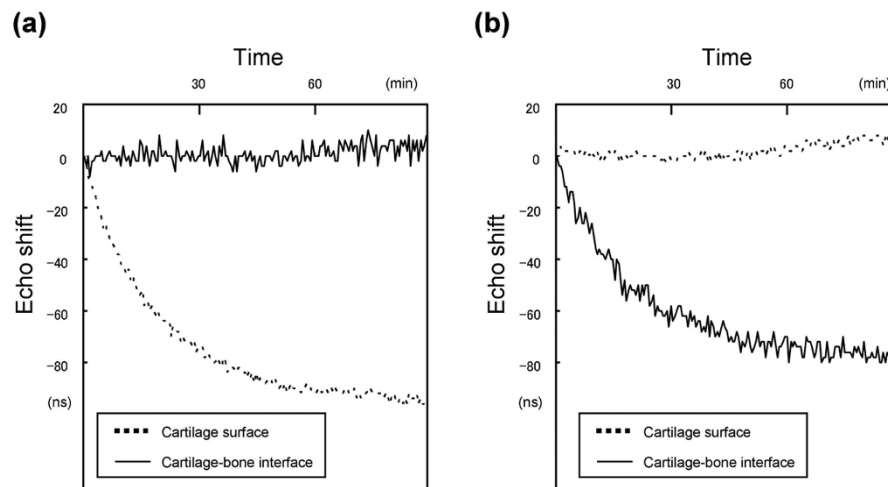 (a)
Time
30 60 (min)
20
0
−20
−40
−60
−80
(ns)
Echo shift
Cartilage surface
Cartilage-bone interface
(b)
Time
30 60 (min)
20
0
−20
−40
−60
−80
(ns)
Echo shift
Cartilage surface
Cartilage-bone interface